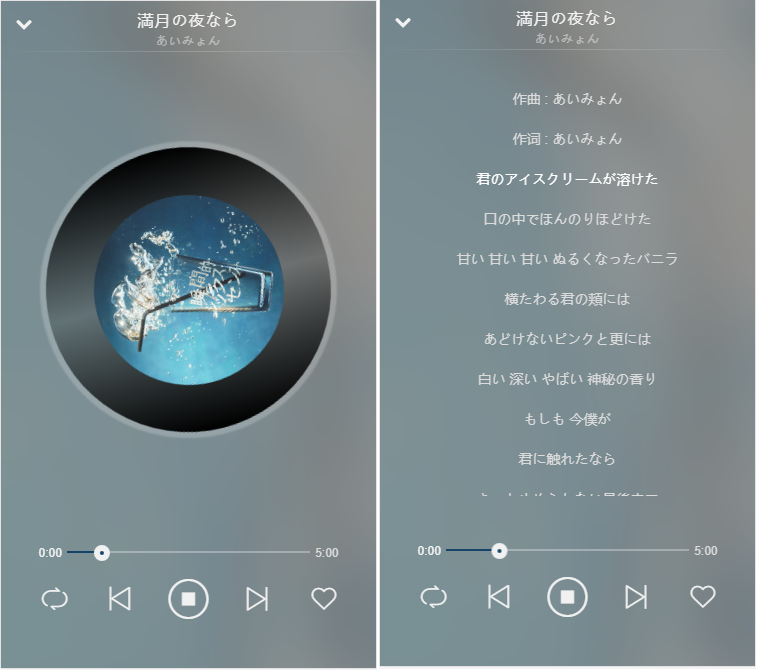 満月の夜なら
あいみょん
0:00
5:00
満月の夜なら
あいみょん
作曲 : あいみょん
作词 : あいみょん
君のアイスクリームが溶けた
口の中でほんのりほどけた
甘い 甘い 甘い ぬるくなったバニラ
横たわる君の頬には
あどけないピンクと更には
白い 深い やばい 神秘の香り
もしも 今僕が
君に触れたなら
0:00
5:00